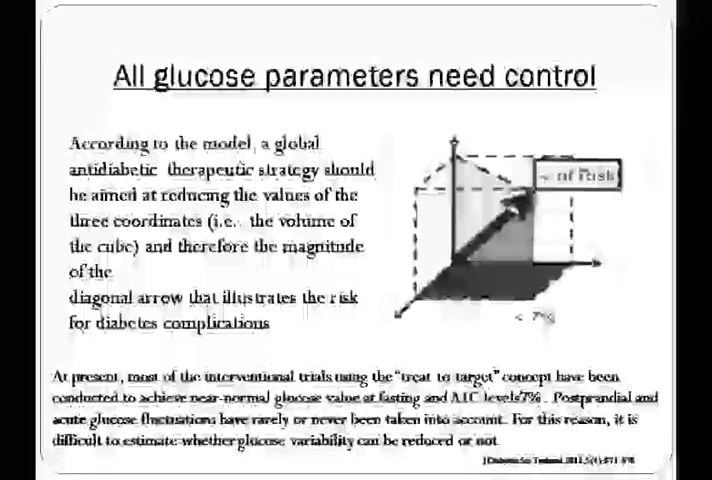 All glucose parameters need control
According to the model, a global
antidiabetic therapeutic strategy should
be aimed at reducing the values of the
three coordinates (i.e.. the volume of
the cube) and therefore the magnitude
of the
diagonal arrow that illustrates the risk
for diabetes complications
of Risk
< 7%
At present, most of the interventional trials using the "treat to target" concept have been
conducted to achieve near-normal glucose value at fasting and A1C levels7% . Postprandial and
acute glucose fluctuations have rarely or never been taken into account. For this reason, it is
difficult to estimate whether glucose variability can be reduced or not